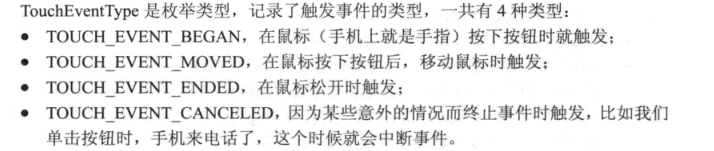 TouchEventType 是枚举类型，记录了触发事件的类型，一共有 4 种类型：
● TOUCH_EVENT_BEGAN，在鼠标（手机上就是手指）按下按钮时就触发；
● TOUCH_EVENT_MOVED，在鼠标按下按钮后，移动鼠标时触发；
● TOUCH_EVENT_ENDED，在鼠标松开时触发；
● TOUCH_EVENT_CANCELED，因为某些意外的情况而终止事件时触发，比如我们
单击按钮时，手机来电话了，这个时候就会中断事件。